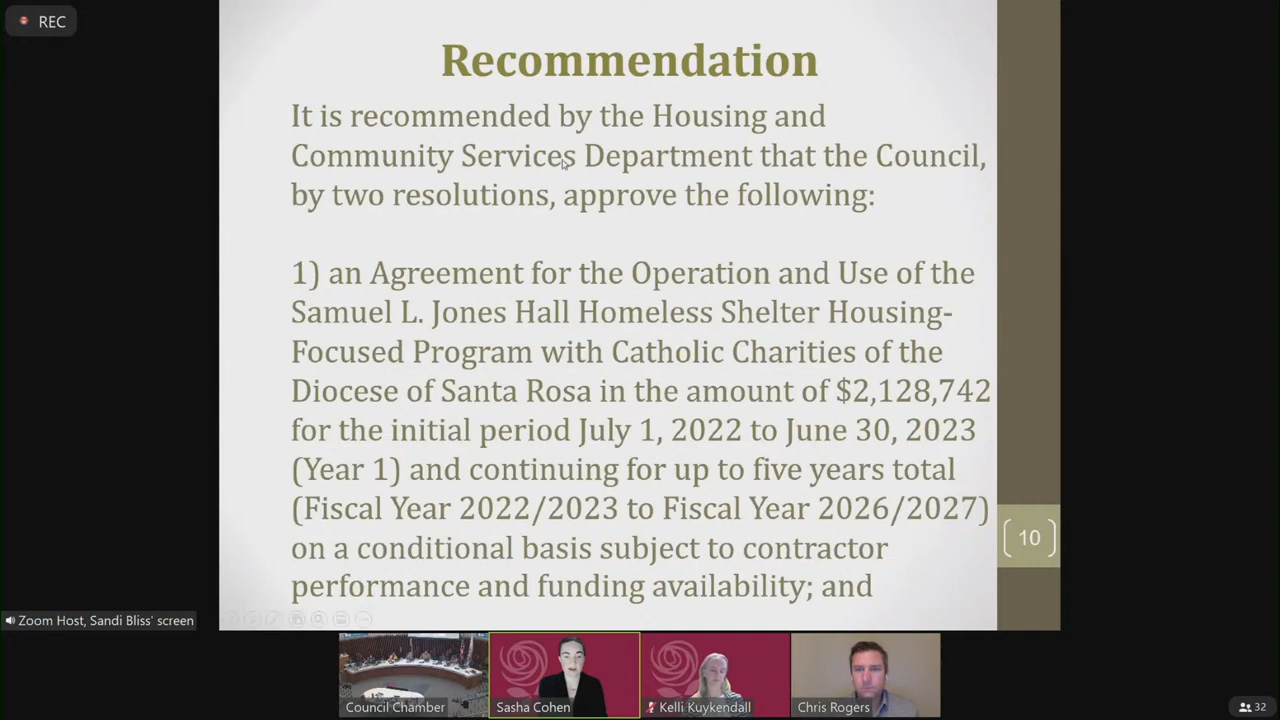 REC
Recommendation
It is recommended by the Housing and
Community Services Department that the Council,
by two resolutions, approve the following:
1) an Agreement for the Operation and Use of the
Samuel L. Jones Hall Homeless Shelter Housing-
Focused Program with Catholic Charities of the
Diocese of Santa Rosa in the amount of $2,128,742
for the initial period July 1, 2022 to June 30, 2023
(Year 1) and continuing for up to five years total
(Fiscal Year 2022/2023 to Fiscal Year 2026/2027)
on a conditional basis subject to contractor
performance and funding availability; and
10
Zoom Host, Sandi Bliss' screen
Council Chamber
Sasha Cohen
Kelli Kuykendall
Chris Rogers
32